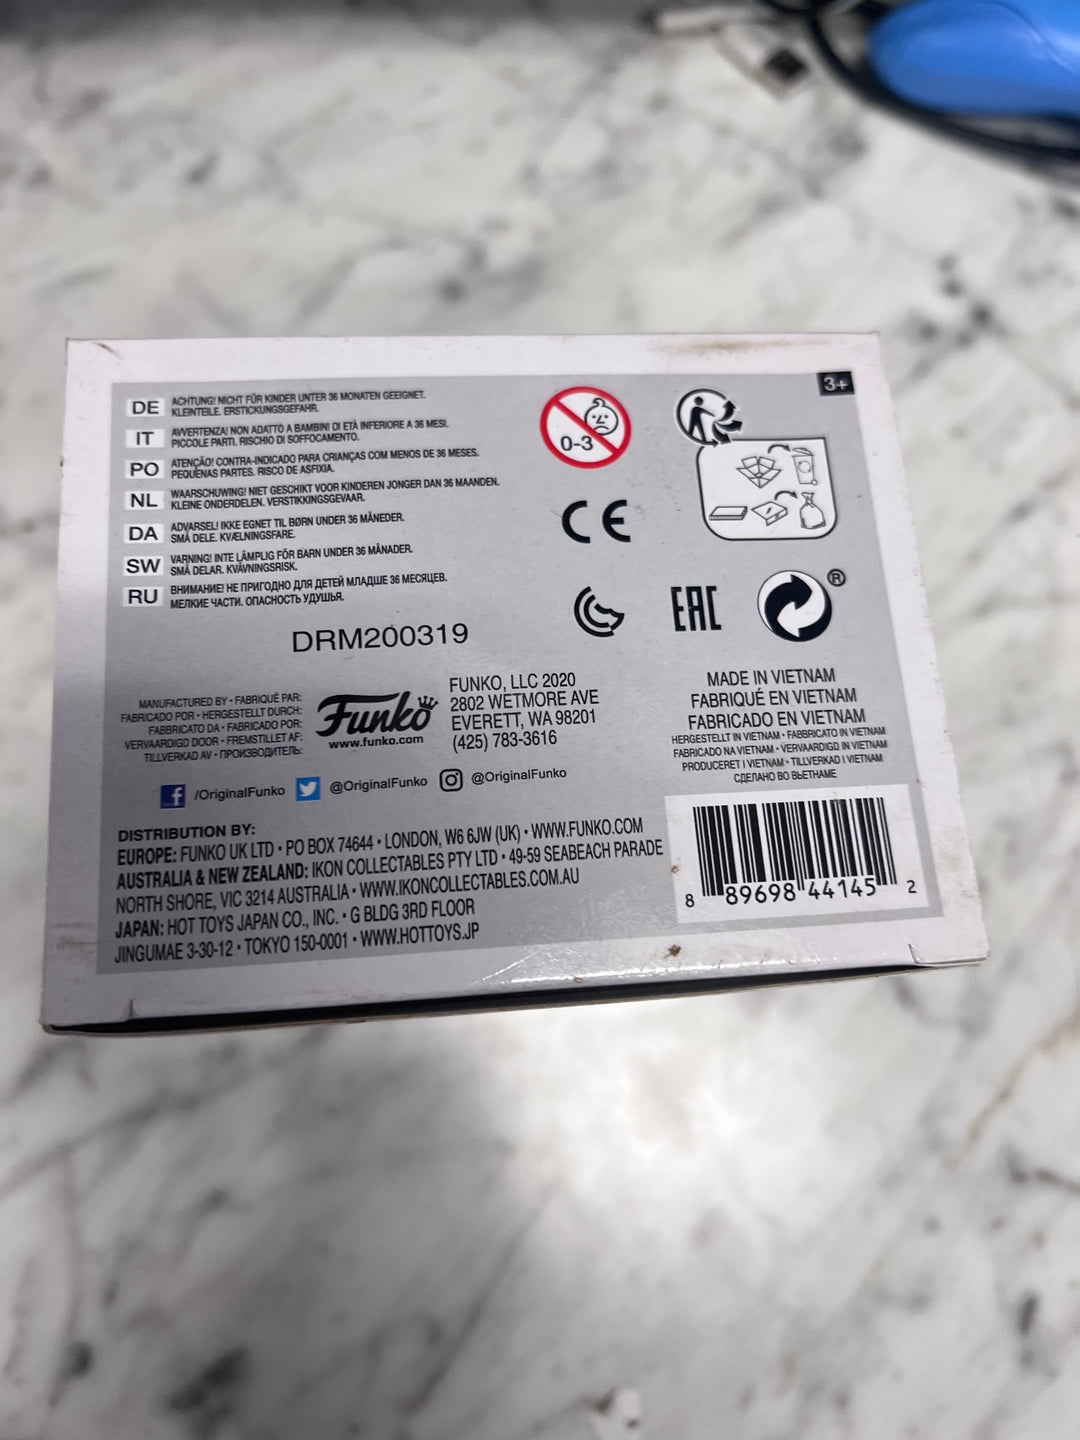 3+
DE ACHTUNG! NICHT FÜR KINDER UNTER 36 MONATEN GEEIGNET.
KLEINTEILE. ERSTICKUNGSGEFAHR.
IT AVVERTENZA! NON ADATTO A BAMBINI DI ETÀ INFERIORE A 36 MESI.
PICCOLE PARTI. RISCHIO DI SOFFOCAMENTO.
PO ATENÇÃO! CONTRA-INDICADO PARA CRIANÇAS COM MENOS DE 36 MESES.
PEQUENAS PARTES. RISCO DE ASFIXIA.
NL WAARSCHUWING! NIET GESCHIKT VOOR KINDEREN JONGER DAN 36 MAANDEN.
KLEINE ONDERDELEN. VERSTIKKINGSGEVAAR.
DA ADVARSEL! IKKE EGNET TIL BØRN UNDER 36 MÅNEDER.
SMÅ DELE. KVÆLNINGSFARE.
SW VARNING! INTE LÄMPLIG FÖR BARN UNDER 36 MÅNADER.
SMÅ DELAR. KVÄVNINGSRISK.
RU ВНИМАНИЕ! НЕ ПРИГОДНО ДЛЯ ДЕТЕЙ МЛАДШЕ 36 МЕСЯЦЕВ.
МЕЛКИЕ ЧАСТИ. ОПАСНОСТЬ УДУШЬЯ.
0-3
CE
EAC
®
DRM200319
MANUFACTURED BY • FABRIQUÉ PAR:
FABRICADO POR • HERGESTELLT DURCH:
FABBRICATO DA • FABRICADO POR:
VERVAARDIGD DOOR • FREMSTILLET AF:
TILLVERKAD AV • ПРОИЗВОДИТЕЛЬ:
Funko
www.funko.com
FUNKO, LLC 2020
2802 WETMORE AVE
EVERETT, WA 98201
(425) 783-3616
MADE IN VIETNAM
FABRIQUÉ EN VIETNAM
FABRICADO EN VIETNAM
HERGESTELLT IN VIETNAM • FABBRICATO IN VIETNAM
FABRICADO NA VIETNAM • VERVAARDIGD IN VIETNAM
PRODUCERET I VIETNAM • TILLVERKAD I VIETNAM
СДЕЛАНО ВО ВЬЕТНАМЕ
f /OriginalFunko @OriginalFunko @OriginalFunko
DISTRIBUTION BY:
EUROPE: FUNKO UK LTD • PO BOX 74644 • LONDON, W6 6JW (UK) • WWW.FUNKO.COM
AUSTRALIA & NEW ZEALAND: IKON COLLECTABLES PTY LTD • 49-59 SEABEACH PARADE
NORTH SHORE, VIC 3214 AUSTRALIA • WWW.IKONCOLLECTABLES.COM.AU
JAPAN: HOT TOYS JAPAN CO., INC. • G BLDG 3RD FLOOR
JINGUMAE 3-30-12 • TOKYO 150-0001 • WWW.HOTTOYS.JP
8 89698 44145 2